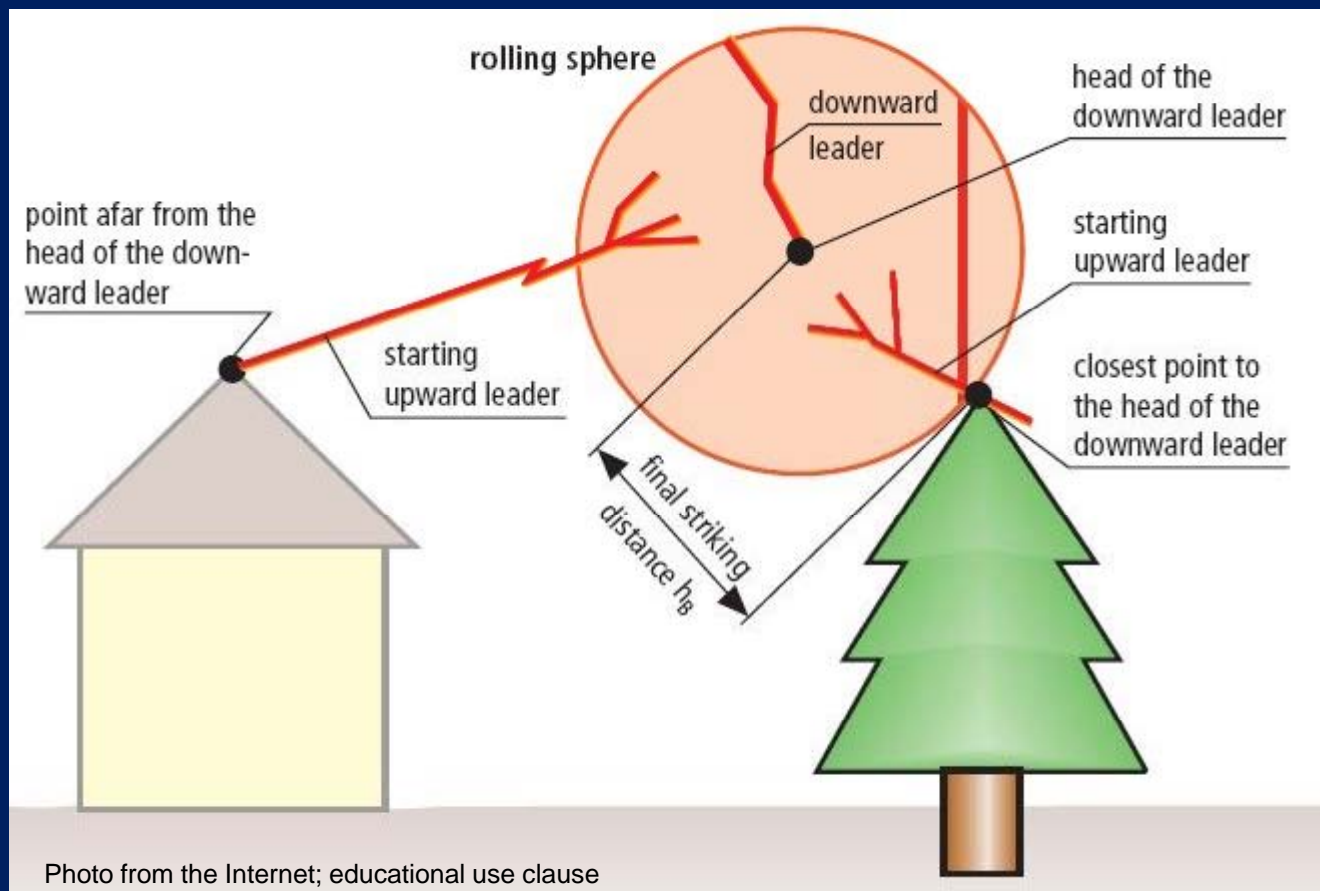 rolling sphere
downward
leader
head of the
downward leader
point afar from the
head of the down-
ward leader
starting
upward leader
starting
upward leader
closest point to
the head of the
downward leader
final striking
distance hB
Photo from the Internet; educational use clause